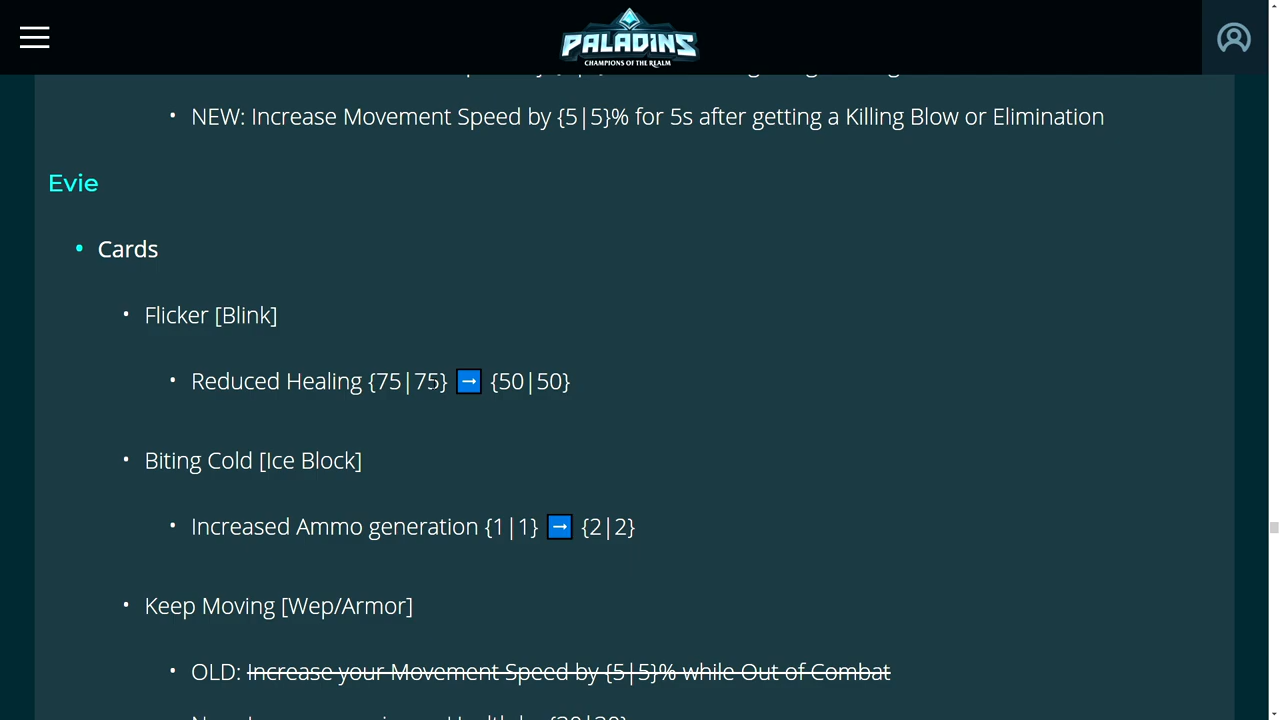 PALADINS
CHAMPIONS OF THE REALM
• NEW: Increase Movement Speed by {5|5}% for 5s after getting a Killing Blow or Elimination
Evie
• Cards
• Flicker [Blink]
• Reduced Healing {75|75} ➡ {50|50}
• Biting Cold [Ice Block]
• Increased Ammo generation {1|1} ➡ {2|2}
• Keep Moving [Wep/Armor]
• OLD: Increase your Movement Speed by {5|5}% while Out of Combat